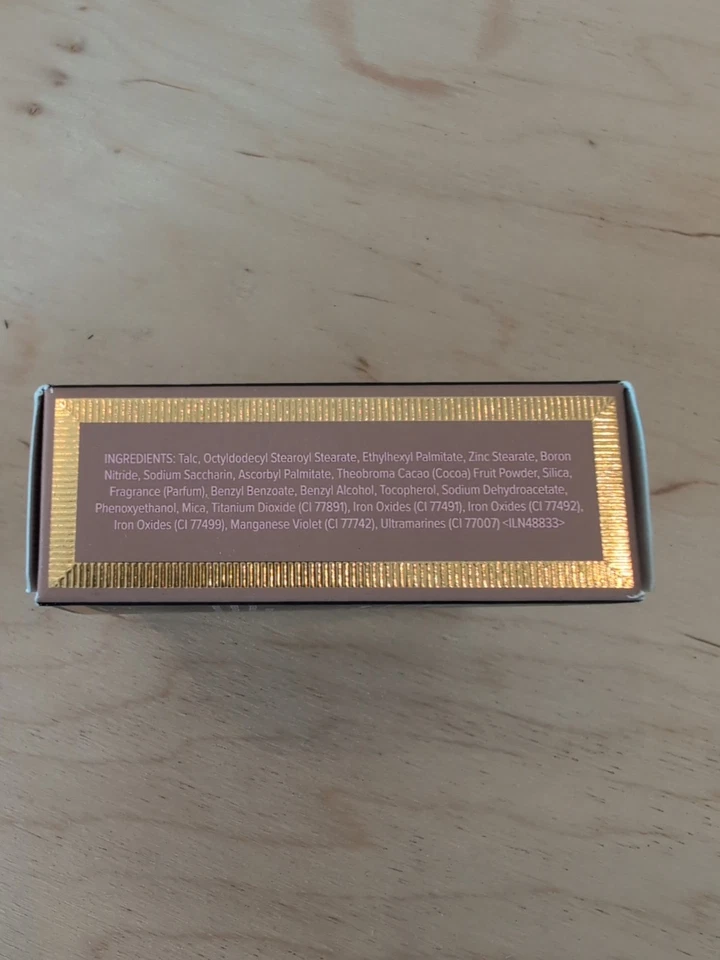 INGREDIENTS: Talc, Octyldodecyl Stearoyl Stearate, Ethylhexyl Palmitate, Zinc Stearate, Boron
Nitride, Sodium Saccharin, Ascorbyl Palmitate, Theobroma Cacao (Cocoa) Fruit Powder, Silica,
Fragrance (Parfum), Benzyl Benzoate, Benzyl Alcohol, Tocopherol, Sodium Dehydroacetate,
Phenoxyethanol, Mica, Titanium Dioxide (CI 77891), Iron Oxides (CI 77491), Iron Oxides (CI 77492),
Iron Oxides (CI 77499), Manganese Violet (CI 77742), Ultramarines (CI 77007) <ILN48833>